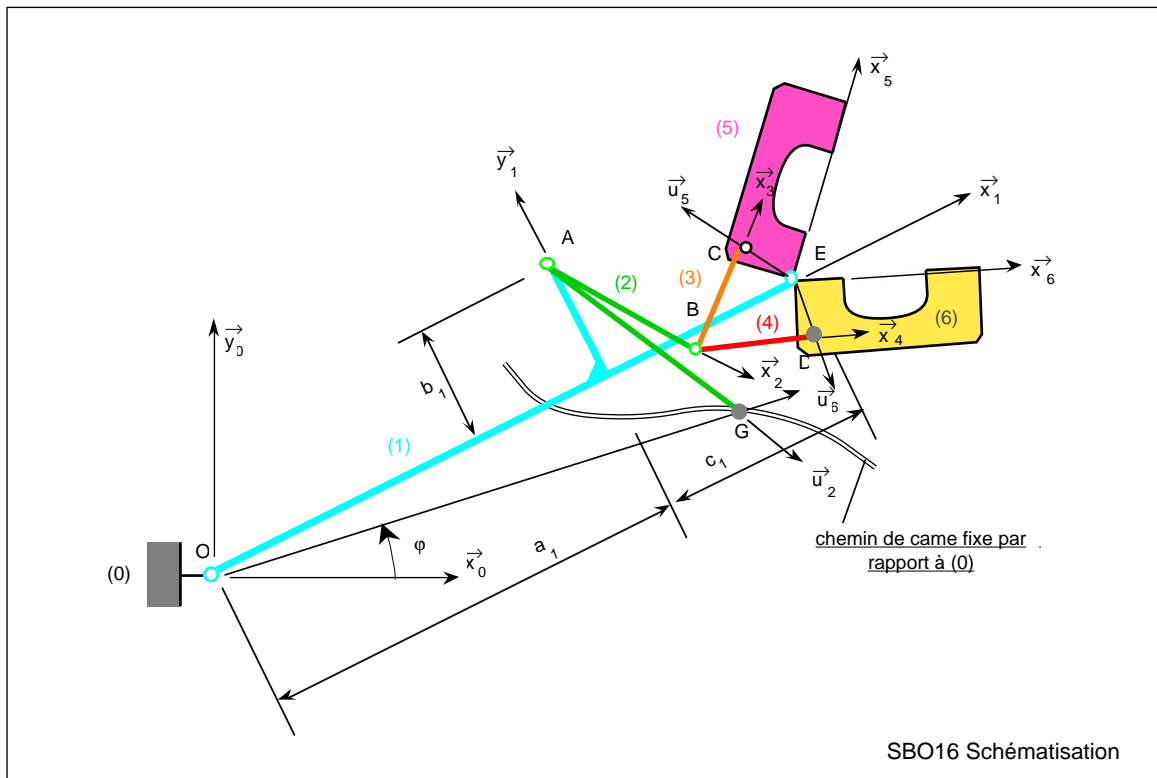 x5
(5)
y1
u5
x3
x1
A
C
E
(2)
(3)
x6
B
(4)
(6)
y0
x4
D
b1
x2
u6
(1)
G
c1
u2
O
φ
a1
(0)
x0
chemin de came fixe par
rapport à (0)
SBO16 Schématisation